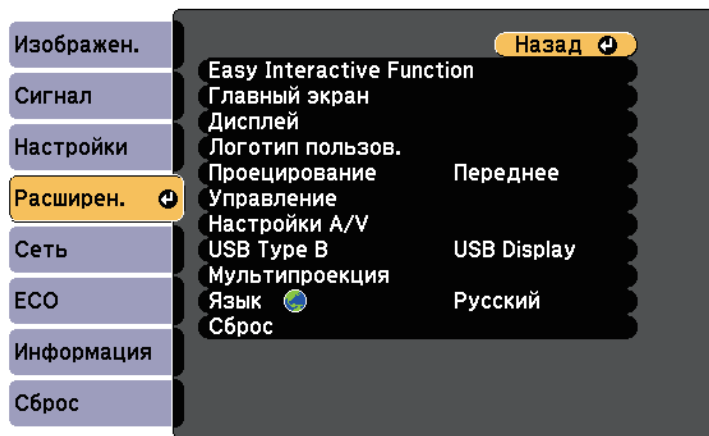 Изображен.
Сигнал
Настройки
Расширен.
Сеть
ECO
Информация
Сброс
Назад
Easy Interactive Function
Главный экран
Дисплей
Логотип пользов.
Проецирование Переднее
Управление
Настройки A/V
USB Type B USB Display
Мультипроекция
Язык Русский
Сброс